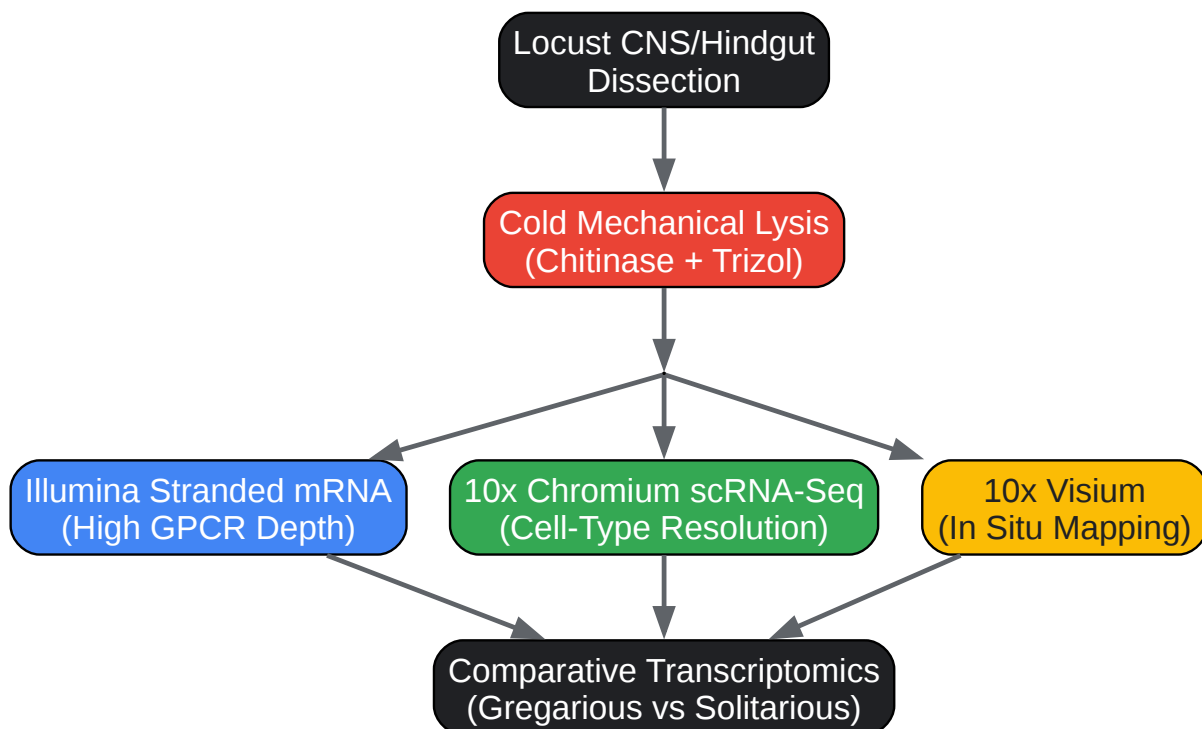 Locust CNS/Hindgut
Dissection
Cold Mechanical Lysis
(Chitinase + Trizol)
Illumina Stranded mRNA
(High GPCR Depth)
10x Chromium scRNA-Seq
(Cell-Type Resolution)
10x Visium
(In Situ Mapping)
Comparative Transcriptomics
(Gregarious vs Solitarious)